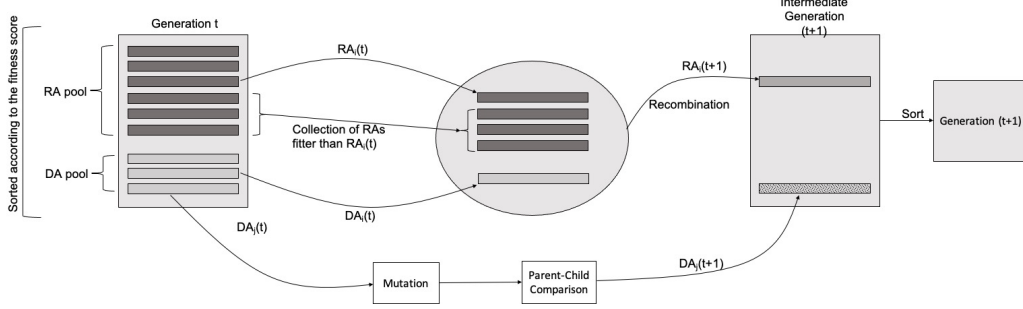 Intermediate
Generation
(t+1)
Generation t
Sorted according to the fitness score
RA pool
DA pool
RAᵢ(t)
Collection of RAs
fitter than RAᵢ(t)
DAᵢ(t)
DAⱼ(t)
Mutation
Parent-Child
Comparison
RAᵢ(t+1)
Recombination
DAⱼ(t+1)
Sort
Generation (t+1)